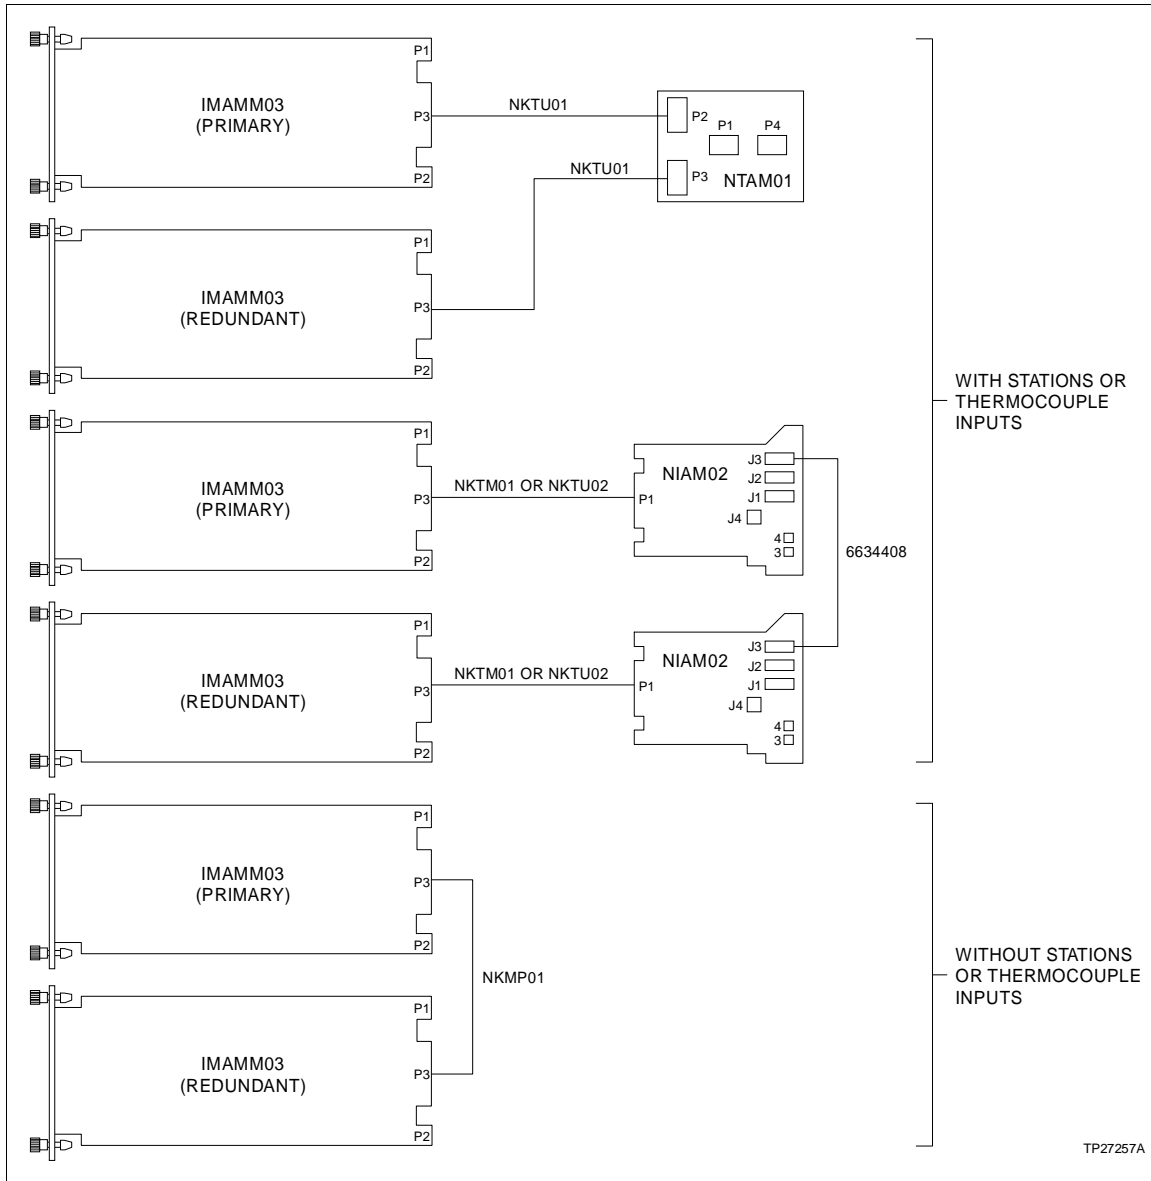 P1
IMAMM03
(PRIMARY)
P3
P2
NKTU01
P2
P1
P4
NKTU01
P3
NTAM01
P1
IMAMM03
(REDUNDANT)
P3
P2
WITH STATIONS OR
THERMOCOUPLE
INPUTS
P1
IMAMM03
(PRIMARY)
P3
P2
NKTM01 OR NKTU02
P1
NIAM02
J3
J2
J1
J4
4
3
6634408
P1
IMAMM03
(REDUNDANT)
P3
P2
NKTM01 OR NKTU02
P1
NIAM02
J3
J2
J1
J4
4
3
P1
IMAMM03
(PRIMARY)
P3
P2
NKMP01
WITHOUT STATIONS
OR THERMOCOUPLE
INPUTS
P1
IMAMM03
(REDUNDANT)
P3
P2
TP27257A